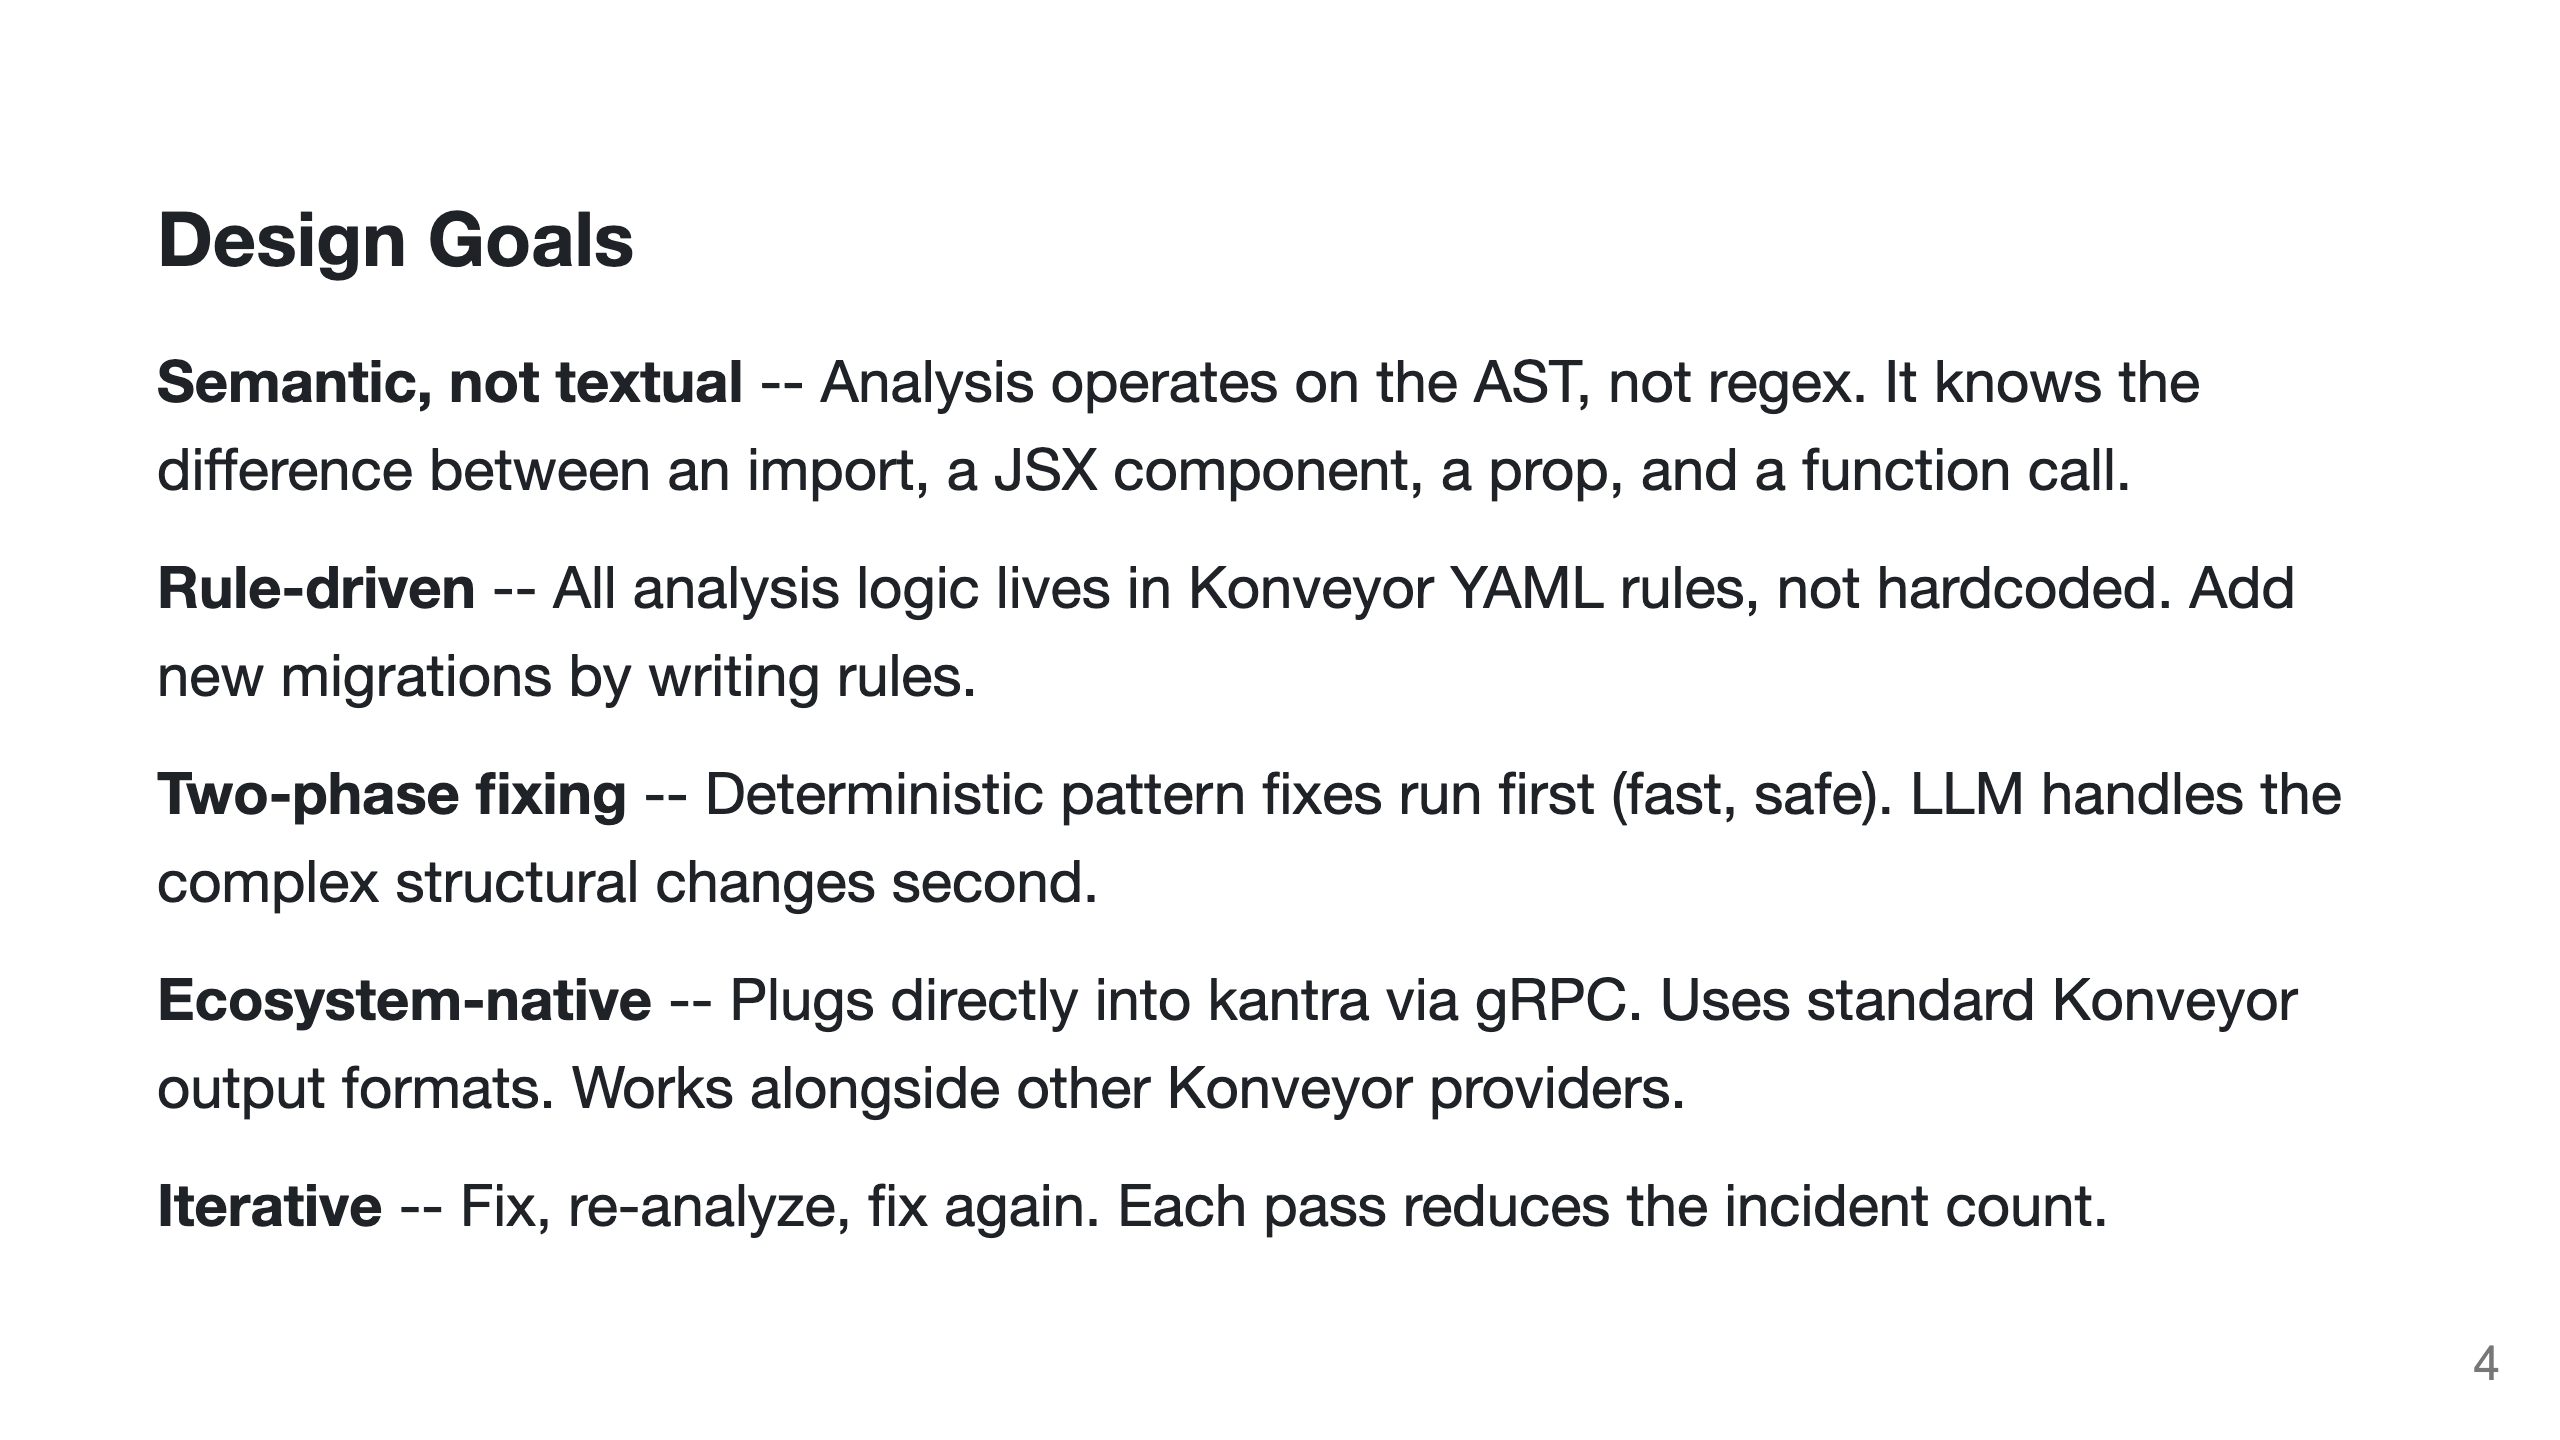 Design Goals
Semantic, not textual -- Analysis operates on the AST, not regex. It knows the
difference between an import, a JSX component, a prop, and a function call.
Rule-driven -- All analysis logic lives in Konveyor YAML rules, not hardcoded. Add
new migrations by writing rules.
Two-phase fixing -- Deterministic pattern fixes run first (fast, safe). LLM handles the
complex structural changes second.
Ecosystem-native -- Plugs directly into kantra via gRPC. Uses standard Konveyor
output formats. Works alongside other Konveyor providers.
Iterative -- Fix, re-analyze, fix again. Each pass reduces the incident count.
4